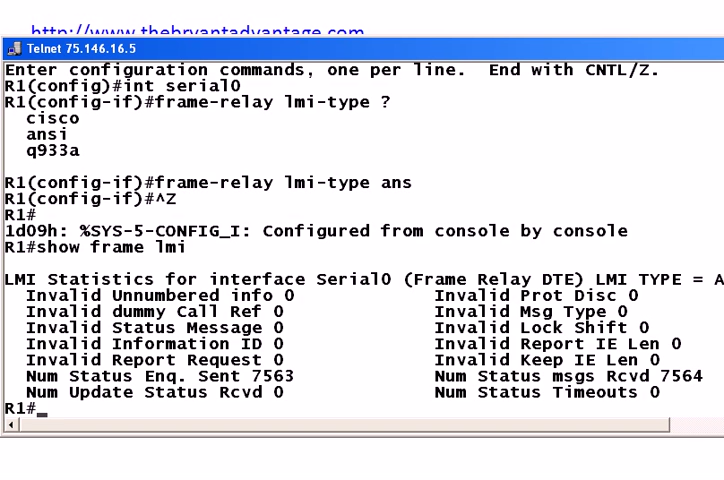 http://www.thebryantadvantage.com
Telnet 75.146.16.5
Enter configuration commands, one per line.  End with CNTL/Z.
R1(config)#int serial0
R1(config-if)#frame-relay lmi-type ?
  cisco
  ansi
  q933a
R1(config-if)#frame-relay lmi-type ans
R1(config-if)#^Z
R1#
1d09h: %SYS-5-CONFIG_I: Configured from console by console
R1#show frame lmi
LMI Statistics for interface Serial0 (Frame Relay DTE) LMI TYPE = A
  Invalid Unnumbered info 0             Invalid Prot Disc 0
  Invalid dummy Call Ref 0              Invalid Msg Type 0
  Invalid Status Message 0              Invalid Lock Shift 0
  Invalid Information ID 0              Invalid Report IE Len 0
  Invalid Report Request 0              Invalid Keep IE Len 0
  Num Status Enq. Sent 7563             Num Status msgs Rcvd 7564
  Num Update Status Rcvd 0              Num Status Timeouts 0
R1#_